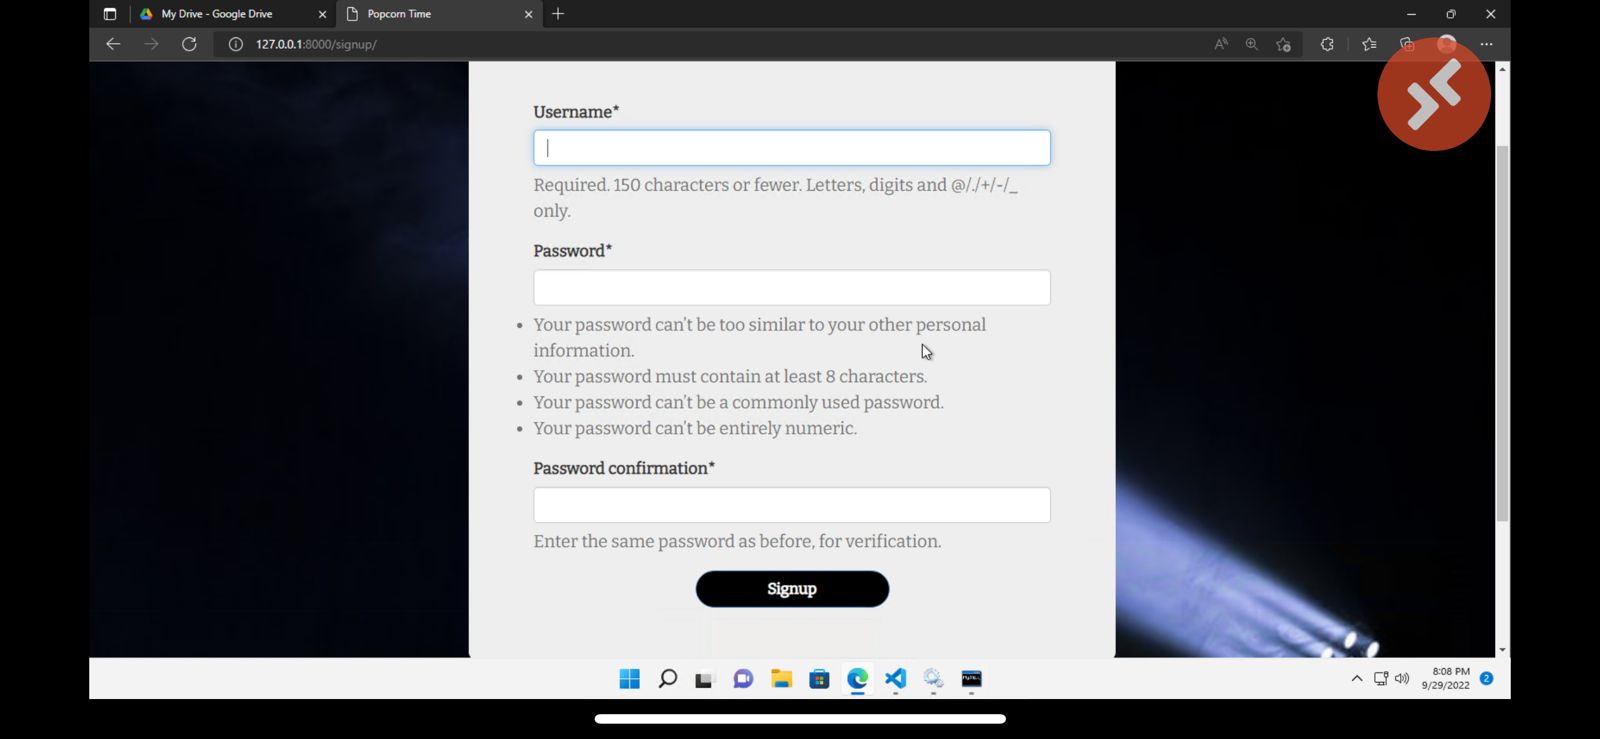 My Drive - Google Drive
Popcorn Time
127.0.0.1:8000/signup/
Username*
Required. 150 characters or fewer. Letters, digits and @/./+/-/_
only.
Password*
Your password can't be too similar to your other personal
information.
Your password must contain at least 8 characters.
Your password can't be a commonly used password.
Your password can't be entirely numeric.
Password confirmation*
Enter the same password as before, for verification.
Signup
8:08 PM
9/29/2022
2